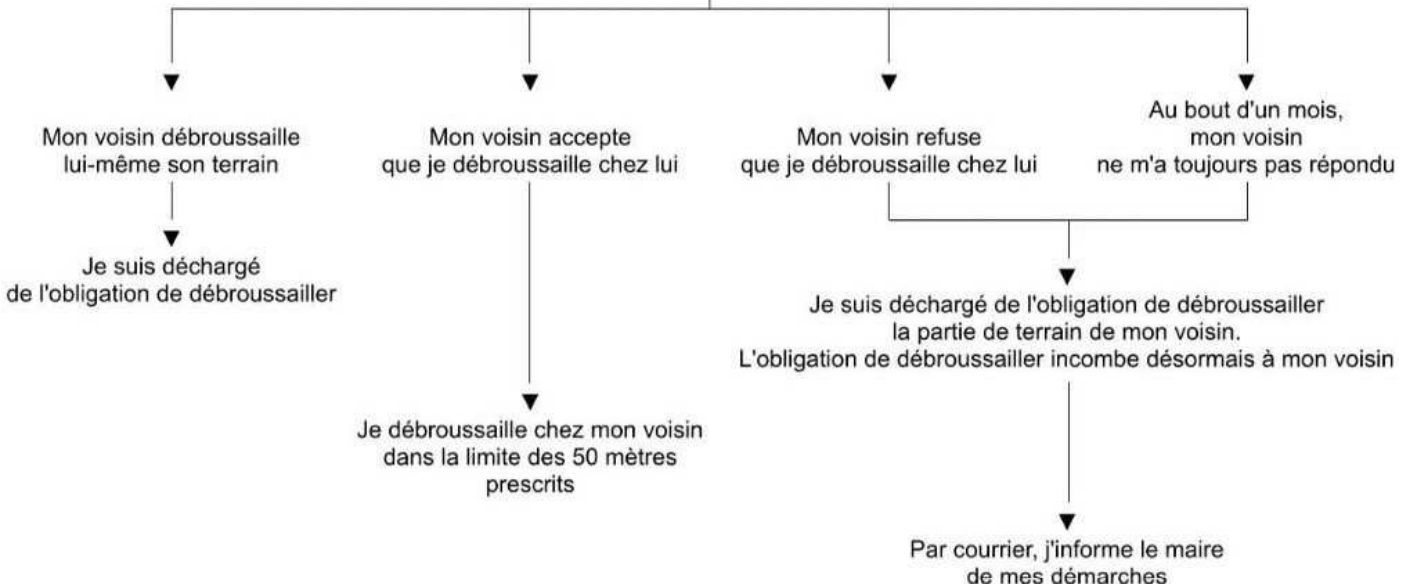 Mon voisin débroussaille
lui-même son terrain
Mon voisin accepte
que je débroussaille chez lui
Mon voisin refuse
que je débroussaille chez lui
Au bout d'un mois,
mon voisin
ne m'a toujours pas répondu
Je suis déchargé
de l'obligation de débroussailler
Je suis déchargé de l'obligation de débroussailler
la partie de terrain de mon voisin.
L'obligation de débroussailler incombe désormais à mon voisin
Je débroussaille chez mon voisin
dans la limite des 50 mètres
prescrits
Par courrier, j'informe le maire
de mes démarches